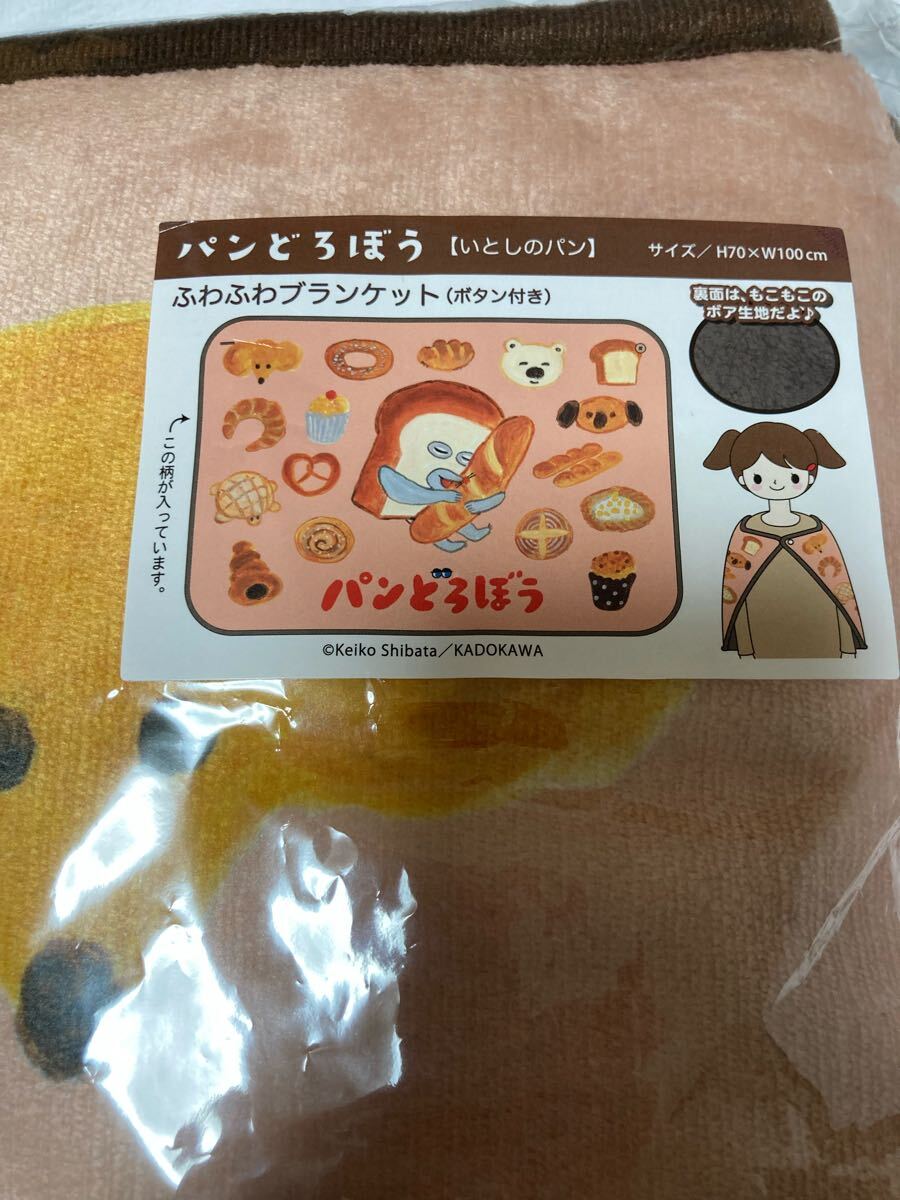 パンどろぼう【いとしのパン】 サイズ／H70×W100cm
ふわふわブランケット（ボタン付き）
裏面は、もこもこの
ボア生地だよ♪
この柄が入っています。
パンどろぼう
©Keiko Shibata／KADOKAWA